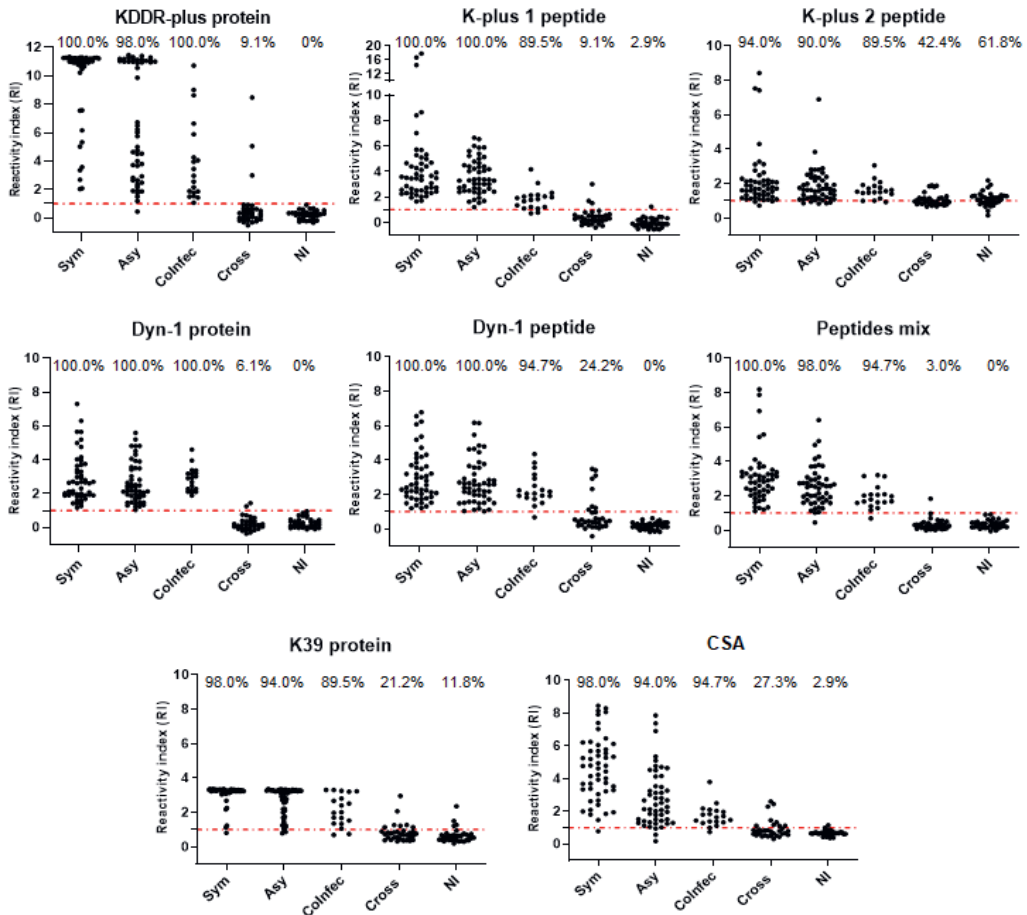 KDDR-plus protein
100.0% 98.0% 100.0% 9.1% 0%
Reactivity index (RI)
12
10
8
6
4
2
0
Sym Asy CoInfec Cross NI
K-plus 1 peptide
100.0% 100.0% 89.5% 9.1% 2.9%
Reactivity index (RI)
20
15
10
10
8
6
4
2
0
Sym Asy CoInfec Cross NI
K-plus 2 peptide
94.0% 90.0% 89.5% 42.4% 61.8%
Reactivity index (RI)
10
8
6
4
2
0
Sym Asy CoInfec Cross NI
Dyn-1 protein
100.0% 100.0% 100.0% 6.1% 0%
Reactivity index (RI)
10
8
6
4
2
0
Sym Asy CoInfec Cross NI
Dyn-1 peptide
100.0% 100.0% 94.7% 24.2% 0%
Reactivity index (RI)
10
8
6
4
2
0
Sym Asy CoInfec Cross NI
Peptides mix
100.0% 98.0% 94.7% 3.0% 0%
Reactivity index (RI)
10
8
6
4
2
0
Sym Asy CoInfec Cross NI
K39 protein
98.0% 94.0% 89.5% 21.2% 11.8%
Reactivity index (RI)
10
8
6
4
2
0
Sym Asy CoInfec Cross NI
CSA
98.0% 94.0% 94.7% 27.3% 2.9%
Reactivity index (RI)
10
8
6
4
2
0
Sym Asy CoInfec Cross NI